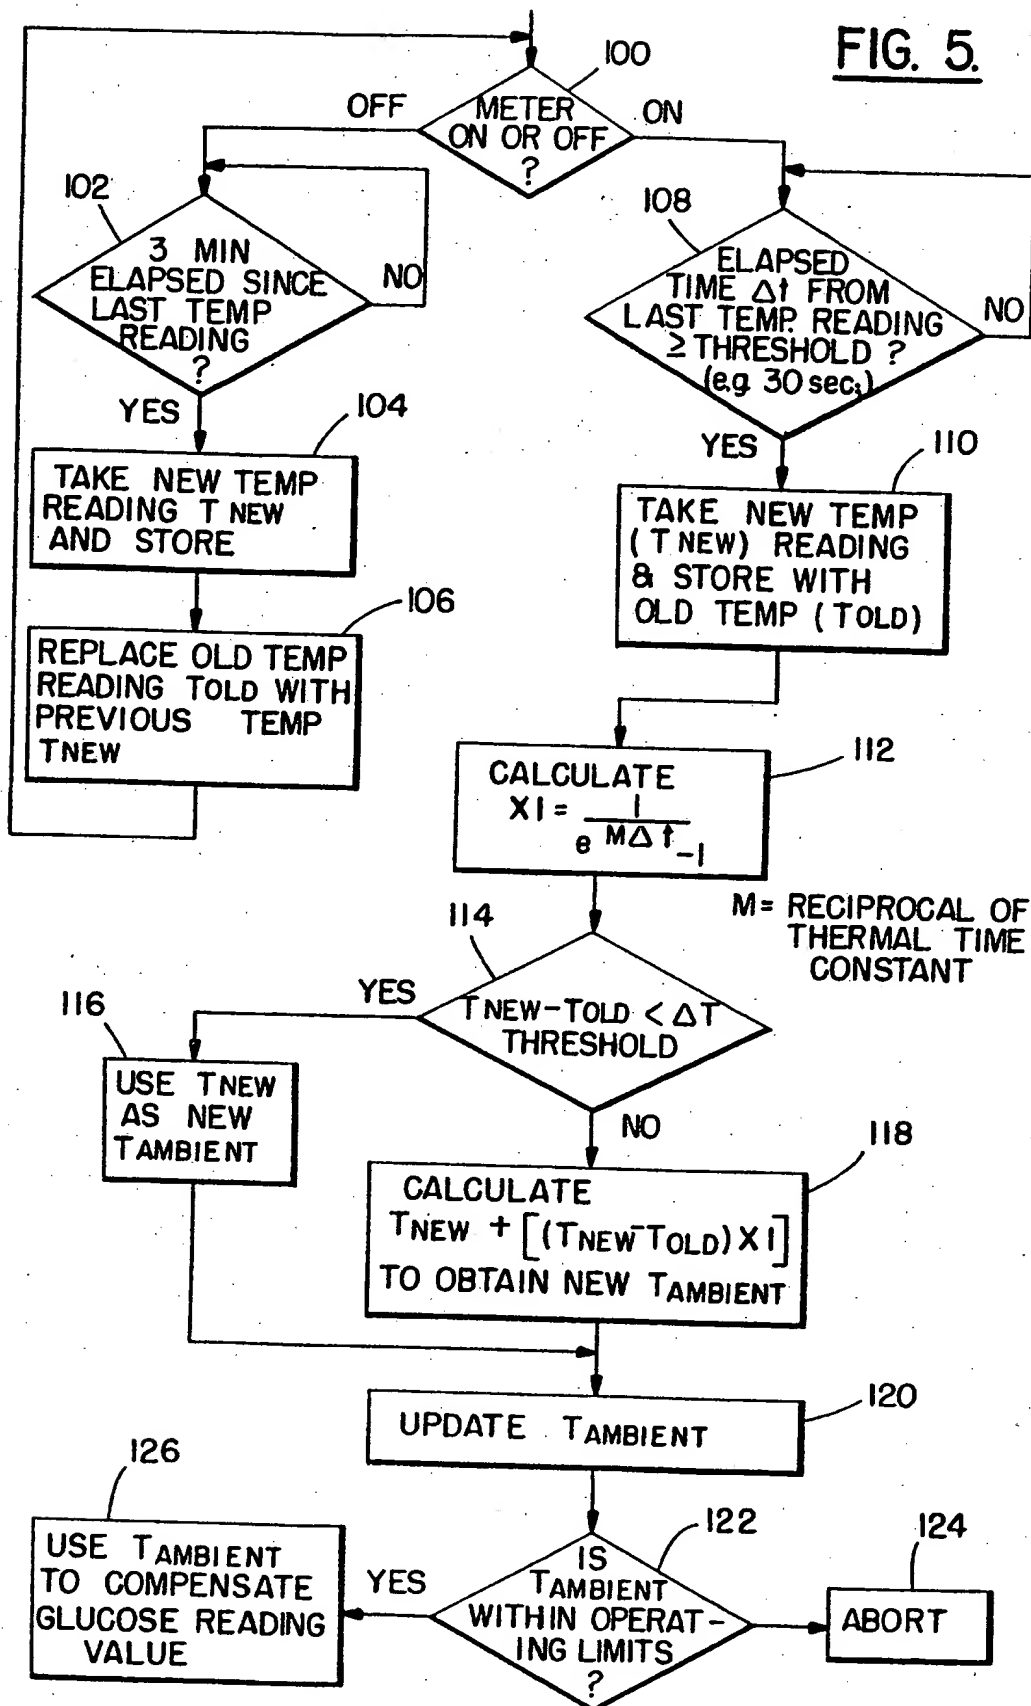 FIG. 5.
100
METER
ON OR OFF
?
OFF
ON
102
3 MIN
ELAPSED SINCE
LAST TEMP
READING
?
NO
YES
104
TAKE NEW TEMP
READING T NEW
AND STORE
106
REPLACE OLD TEMP
READING TOLD WITH
PREVIOUS TEMP
TNEW
108
ELAPSED
TIME Δt FROM
LAST TEMP. READING
≥ THRESHOLD ?
(e.g. 30 sec.)
NO
YES
110
TAKE NEW TEMP
(TNEW) READING
& STORE WITH
OLD TEMP (TOLD)
112
CALCULATE
X1 = 1
e MΔt -1
M = RECIPROCAL OF
THERMAL TIME
CONSTANT
114
TNEW-TOLD < ΔT
THRESHOLD
YES
NO
116
USE TNEW
AS NEW
TAMBIENT
118
CALCULATE
TNEW + [(TNEW-TOLD) X1]
TO OBTAIN NEW TAMBIENT
120
UPDATE TAMBIENT
122
IS
TAMBIENT
WITHIN OPERAT-
ING LIMITS
?
YES
124
ABORT
126
USE TAMBIENT
TO COMPENSATE
GLUCOSE READING
VALUE